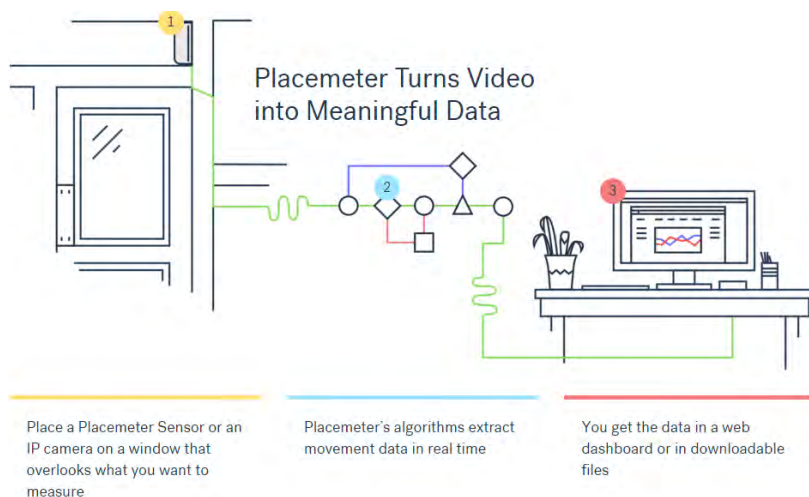 1
Placemeter Turns Video
into Meaningful Data
2
3
Place a Placemeter Sensor or an
IP camera on a window that
overlooks what you want to
measure
Placemeter's algorithms extract
movement data in real time
You get the data in a web
dashboard or in downloadable
files